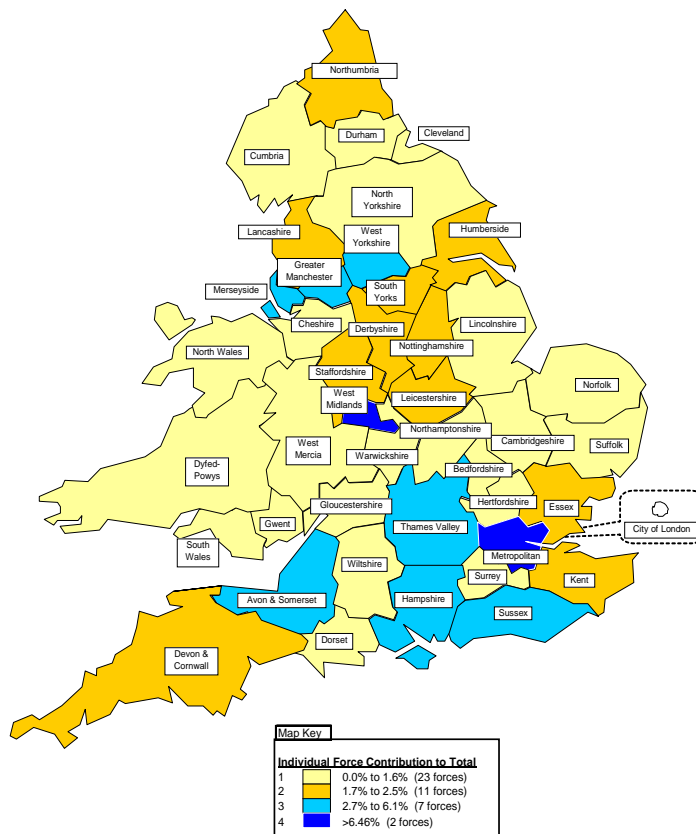 Northumbria
Cleveland
Durham
Cumbria
North
Yorkshire
Lancashire
West
Yorkshire
Humberside
Greater
Manchester
Merseyside
South
Yorks
Cheshire
Derbyshire
Lincolnshire
North Wales
Nottinghamshire
Staffordshire
Norfolk
West
Midlands
Leicestershire
Northamptonshire
Cambridgeshire
Suffolk
West
Mercia
Warwickshire
Dyfed-
Powys
Bedfordshire
Gloucestershire
Hertfordshire
Essex
Gwent
Thames Valley
City of London
South
Wales
Metropolitan
Wiltshire
Surrey
Kent
Avon & Somerset
Hampshire
Sussex
Dorset
Devon &
Cornwall
Map Key
Individual Force Contribution to Total
1 0.0% to 1.6% (23 forces)
2 1.7% to 2.5% (11 forces)
3 2.7% to 6.1% (7 forces)
4 >6.46% (2 forces)